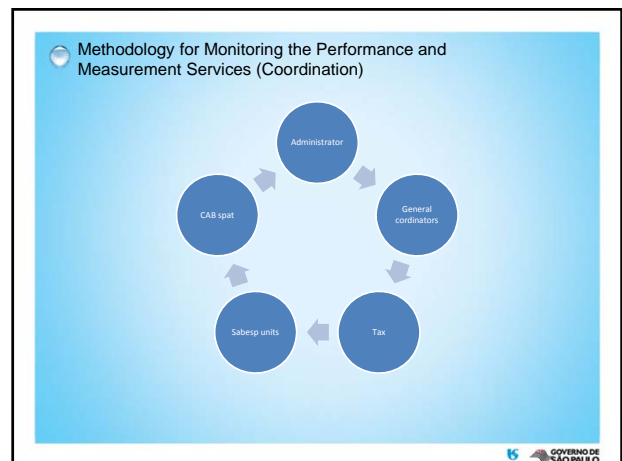 Methodology for Monitoring the Performance and
Measurement Services (Coordination)
Administrator
General
cordinators
Tax
Sabesp units
CAB spat
GOVERNO DE
SÃO PAULO